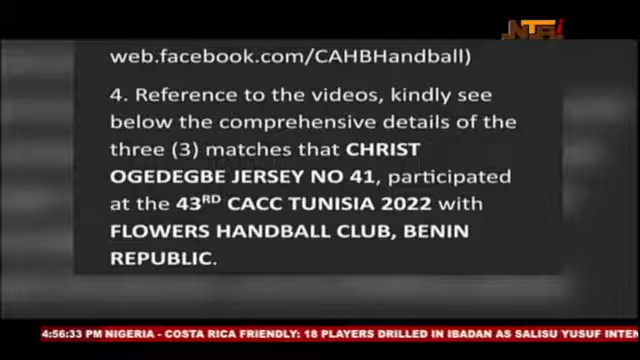 NTA
web.facebook.com/CAHBHandball)
4. Reference to the videos, kindly see
below the comprehensive details of the
three (3) matches that CHRIST
OGEDEGBE JERSEY NO 41, participated
at the 43RD CACC TUNISIA 2022 with
FLOWERS HANDBALL CLUB, BENIN
REPUBLIC.
4:56:33 PM NIGERIA - COSTA RICA FRIENDLY: 18 PLAYERS DRILLED IN IBADAN AS SALISU YUSUF INTEN